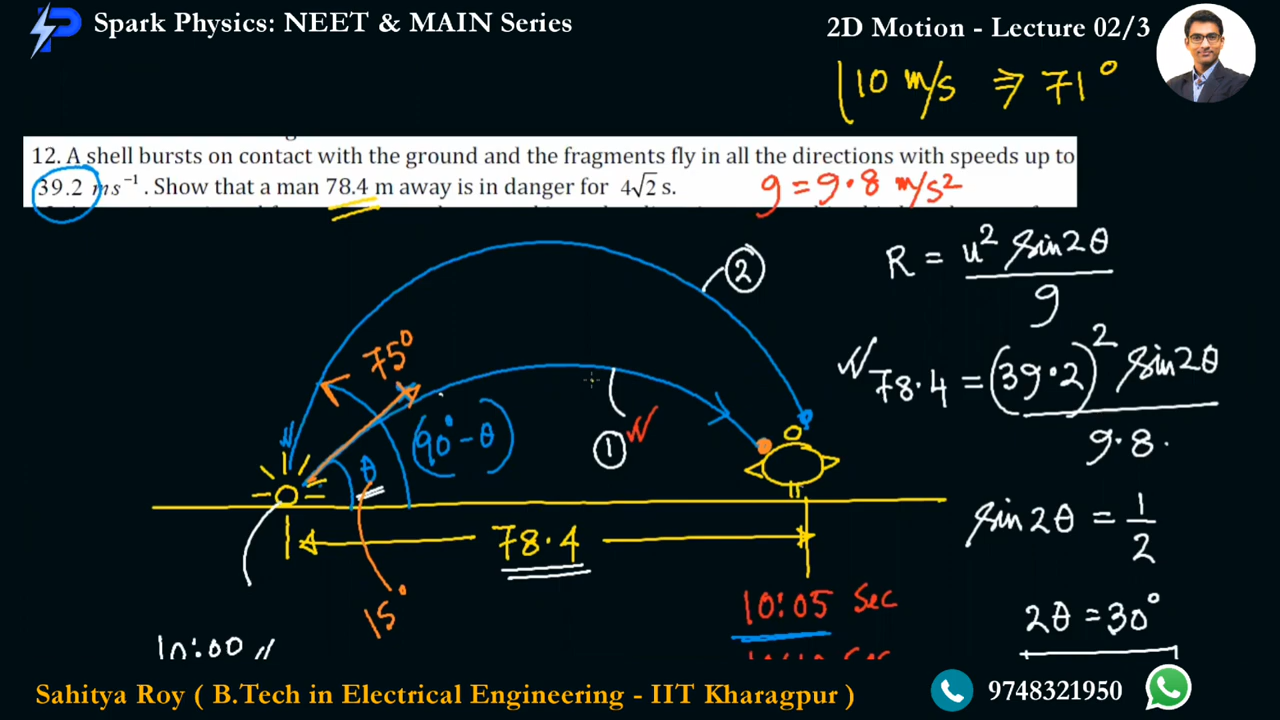 Spark Physics: NEET & MAIN Series
2D Motion - Lecture 02/3
10 m/s ⇒ 71°
12. A shell bursts on contact with the ground and the fragments fly in all the directions with speeds up to
39.2 m s⁻¹. Show that a man 78.4 m away is in danger for 4√2 s.
g = 9.8 m/s²
R = u² sin2θ / g
②
75°
78.4 = (39.2)² sin2θ / 9.8
(90° - θ)
①
θ
sin2θ = 1/2
78.4
15°
10:05 Sec
2θ = 30°
10:00
Sahitya Roy ( B.Tech in Electrical Engineering - IIT Kharagpur )
9748321950